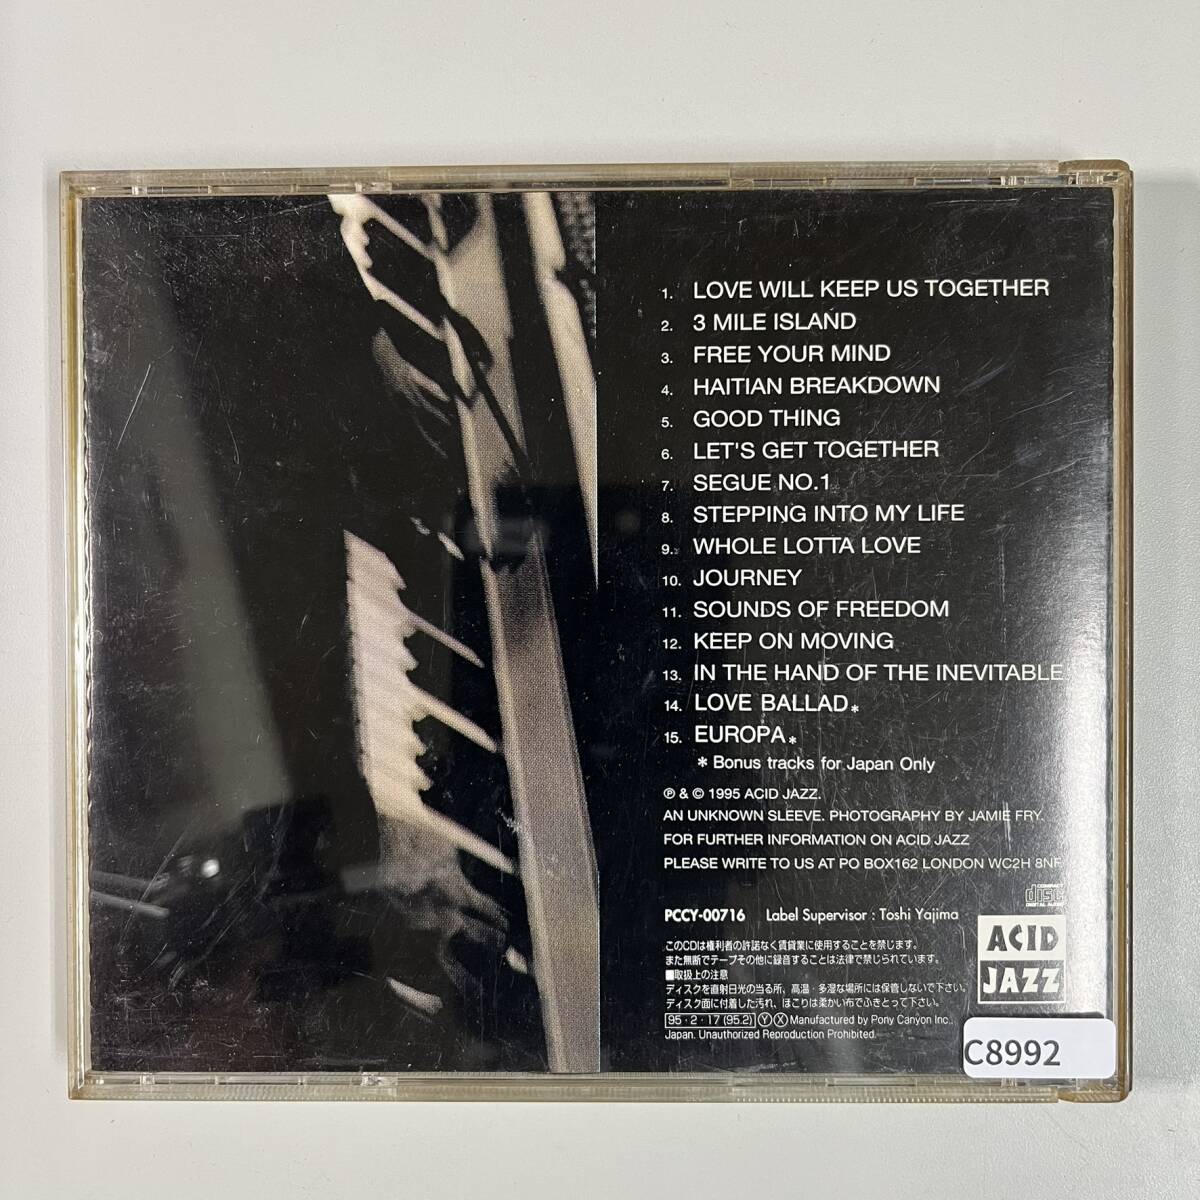 1. LOVE WILL KEEP US TOGETHER
2. 3 MILE ISLAND
3. FREE YOUR MIND
4. HAITIAN BREAKDOWN
5. GOOD THING
6. LET'S GET TOGETHER
7. SEGUE NO.1
8. STEPPING INTO MY LIFE
9. WHOLE LOTTA LOVE
10. JOURNEY
11. SOUNDS OF FREEDOM
12. KEEP ON MOVING
13. IN THE HAND OF THE INEVITABLE
14. LOVE BALLAD*
15. EUROPA*
* Bonus tracks for Japan Only
℗ & © 1995 ACID JAZZ.
AN UNKNOWN SLEEVE. PHOTOGRAPHY BY JAMIE FRY.
FOR FURTHER INFORMATION ON ACID JAZZ
PLEASE WRITE TO US AT PO BOX162 LONDON WC2H 8NF
COMPACT
disc
DIGITAL AUDIO
PCCY-00716 Label Supervisor : Toshi Yajima
このCDは権利者の許諾なく賃貸業に使用することを禁じます。
また無断でテープその他に録音することは法律で禁じられています。
■取扱上の注意
ディスクを直射日光の当る所、高温・多湿な場所には保管しないで下さい。
ディスク面に付着した汚れ、ほこりは柔かい布でふきとって下さい。
95・2・17 (95.2) Ⓨ Ⓧ Manufactured by Pony Canyon Inc.,
Japan. Unauthorized Reproduction Prohibited.
ACID
JAZZ
C8992